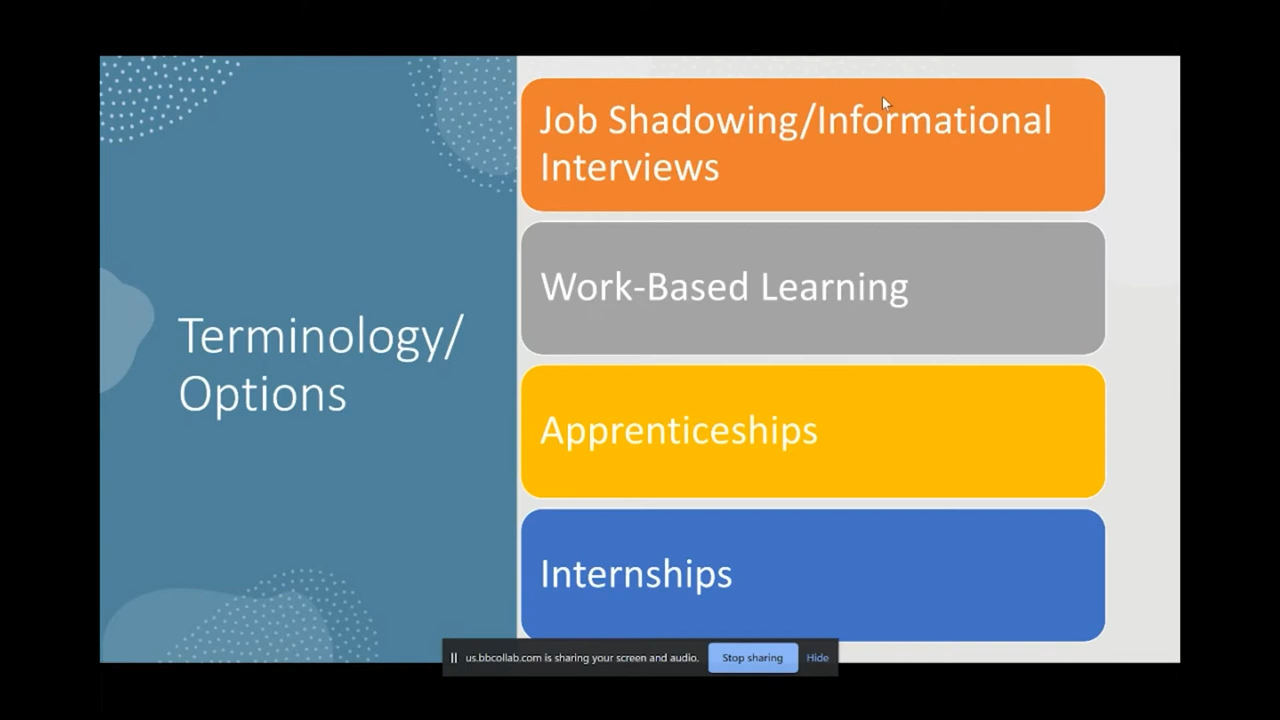 Terminology/
Options
Job Shadowing/Informational
Interviews
Work-Based Learning
Apprenticeships
Internships
us.bbcollab.com is sharing your screen and audio.
Stop sharing
Hide